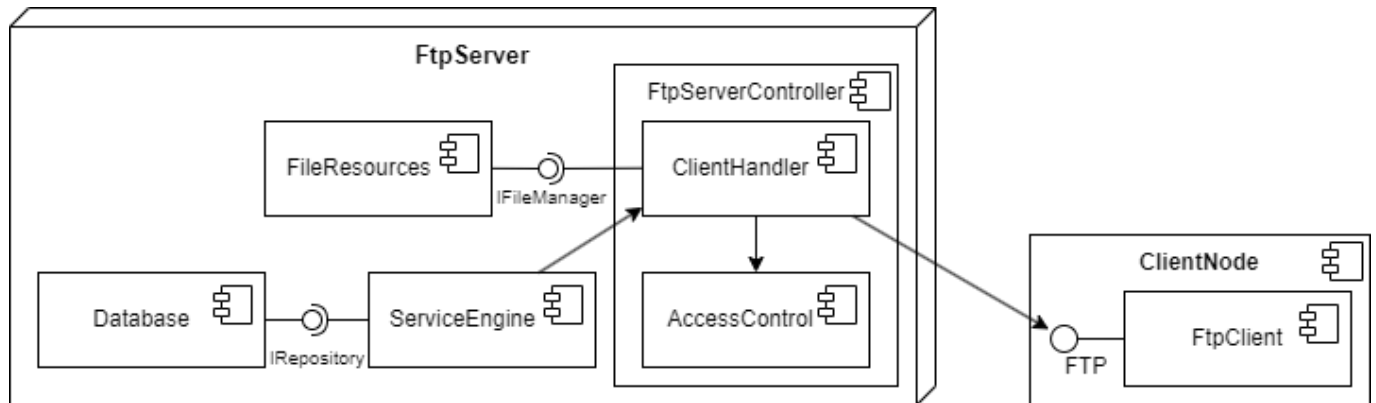 FtpServer
FtpServerController
FileResources
ClientHandler
IFileManager
ClientNode
Database
ServiceEngine
AccessControl
FtpClient
IRepository
FTP